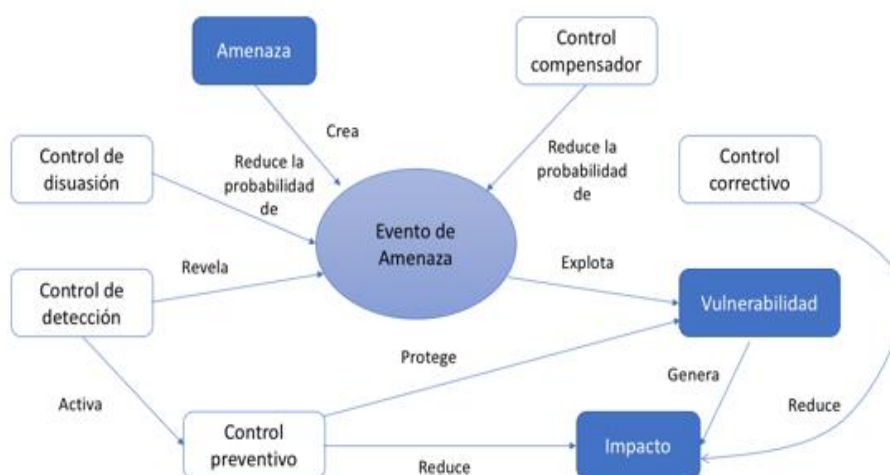 Amenaza
Control
compensador
Crea
Control de
disuasión
Reduce la
probabilidad
de
Reduce la
probabilidad
de
Control
correctivo
Evento de
Amenaza
Revela
Explota
Control de
detección
Vulnerabilidad
Protege
Genera
Activa
Reduce
Control
preventivo
Impacto
Reduce